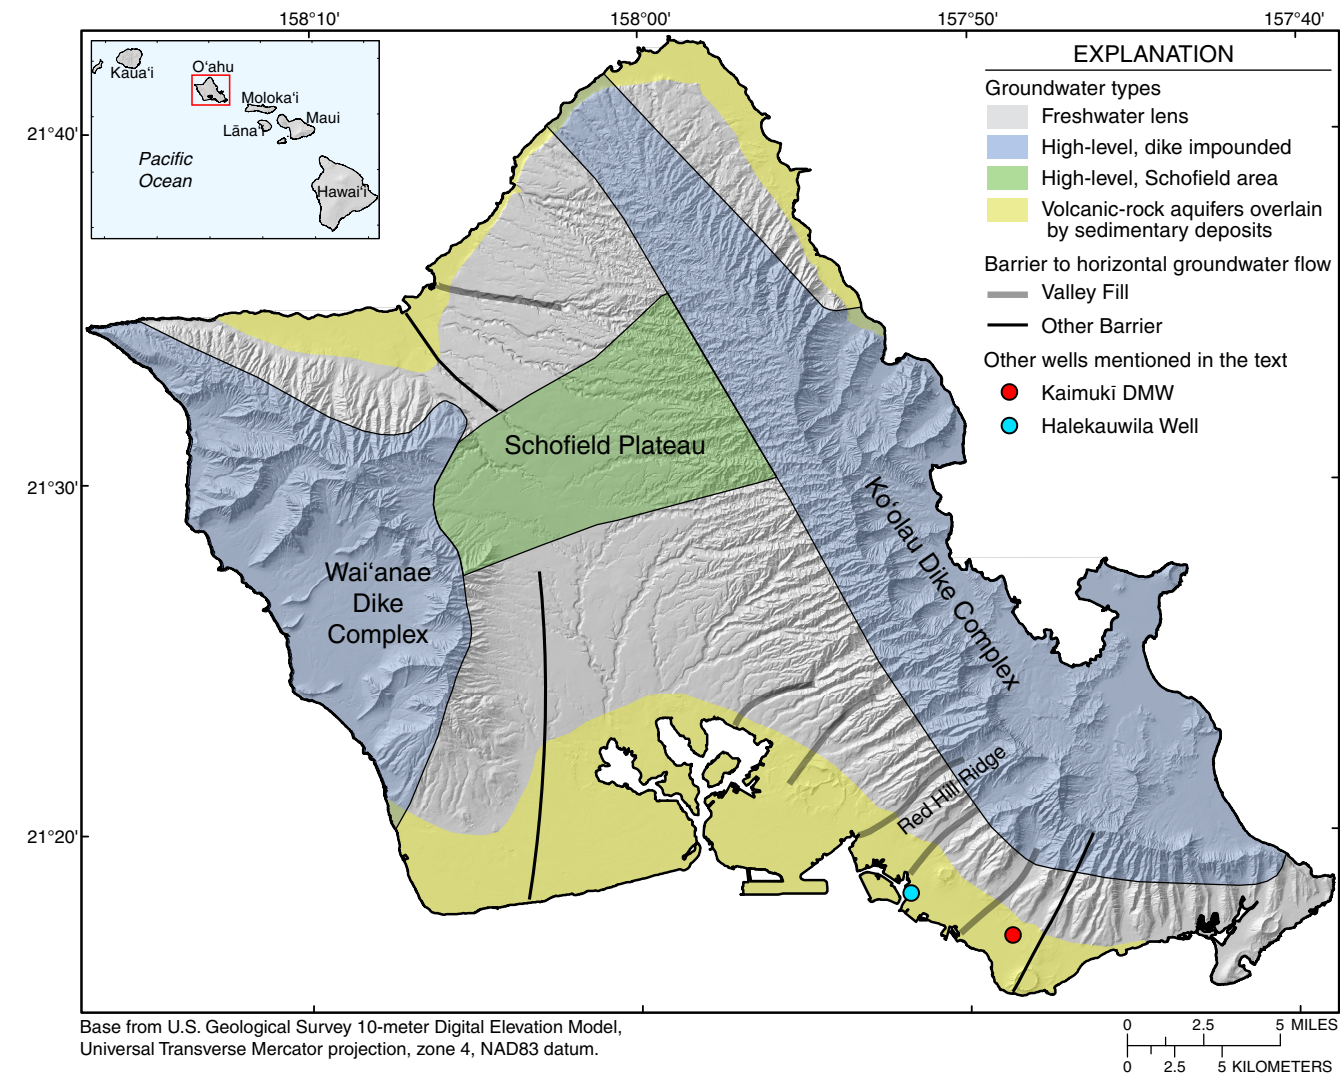 158°10' 158°00' 157°50' 157°40'
21°40'
21°30'
21°20'
Kaua‘i
O‘ahu
Moloka‘i
Lāna‘i
Maui
Hawai‘i
Pacific
Ocean
EXPLANATION
Groundwater types
Freshwater lens
High-level, dike impounded
High-level, Schofield area
Volcanic-rock aquifers overlain
by sedimentary deposits
Barrier to horizontal groundwater flow
Valley Fill
Other Barrier
Other wells mentioned in the text
Kaimukī DMW
Halekauwila Well
Schofield Plateau
Ko‘olau Dike Complex
Wai‘anae
Dike
Complex
Red Hill Ridge
Base from U.S. Geological Survey 10-meter Digital Elevation Model,
Universal Transverse Mercator projection, zone 4, NAD83 datum.
0 2.5 5 MILES
0 2.5 5 KILOMETERS